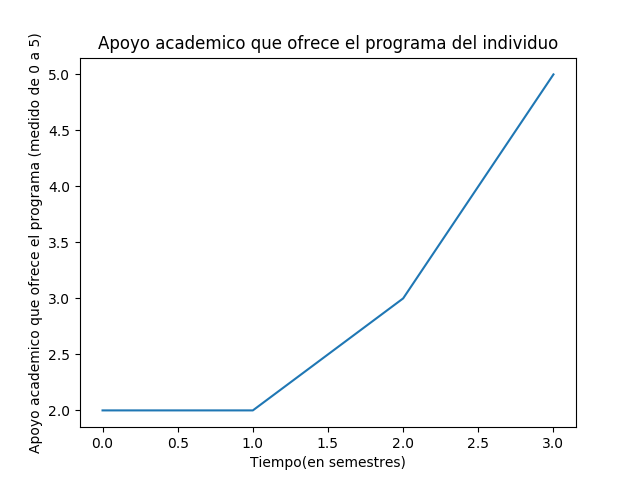 Apoyo academico que ofrece el programa del individuo
Apoyo academico que ofrece el programa (medido de 0 a 5)
5.0
4.5
4.0
3.5
3.0
2.5
2.0
0.0 0.5 1.0 1.5 2.0 2.5 3.0
Tiempo(en semestres)